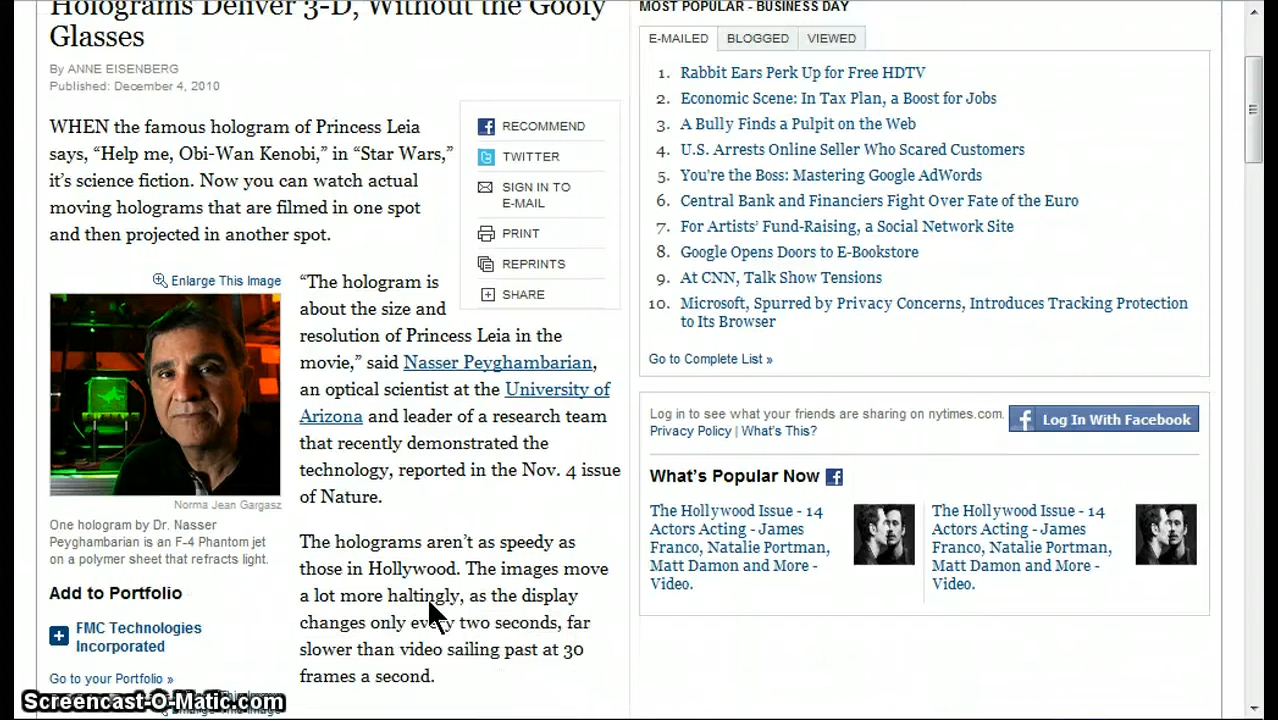 Holograms Deliver 3-D, Without the Goofy
Glasses
By ANNE EISENBERG
Published: December 4, 2010
WHEN the famous hologram of Princess Leia
says, “Help me, Obi-Wan Kenobi,” in “Star Wars,”
it’s science fiction. Now you can watch actual
moving holograms that are filmed in one spot
and then projected in another spot.
RECOMMEND
TWITTER
SIGN IN TO
E-MAIL
PRINT
REPRINTS
SHARE
Enlarge This Image
Norma Jean Gargasz
One hologram by Dr. Nasser
Peyghambarian is an F-4 Phantom jet
on a polymer sheet that refracts light.
Add to Portfolio
FMC Technologies
Incorporated
Go to your Portfolio »
“The hologram is
about the size and
resolution of Princess Leia in the
movie,” said Nasser Peyghambarian,
an optical scientist at the University of
Arizona and leader of a research team
that recently demonstrated the
technology, reported in the Nov. 4 issue
of Nature.
The holograms aren’t as speedy as
those in Hollywood. The images move
a lot more haltingly, as the display
changes only every two seconds, far
slower than video sailing past at 30
frames a second.
MOST POPULAR - BUSINESS DAY
E-MAILED BLOGGED VIEWED
1. Rabbit Ears Perk Up for Free HDTV
2. Economic Scene: In Tax Plan, a Boost for Jobs
3. A Bully Finds a Pulpit on the Web
4. U.S. Arrests Online Seller Who Scared Customers
5. You’re the Boss: Mastering Google AdWords
6. Central Bank and Financiers Fight Over Fate of the Euro
7. For Artists’ Fund-Raising, a Social Network Site
8. Google Opens Doors to E-Bookstore
9. At CNN, Talk Show Tensions
10. Microsoft, Spurred by Privacy Concerns, Introduces Tracking Protection
to Its Browser
Go to Complete List »
Log in to see what your friends are sharing on nytimes.com.
Privacy Policy | What’s This?
Log In With Facebook
What’s Popular Now
The Hollywood Issue - 14
Actors Acting - James
Franco, Natalie Portman,
Matt Damon and More -
Video.
The Hollywood Issue - 14
Actors Acting - James
Franco, Natalie Portman,
Matt Damon and More -
Video.
Screencast-O-Matic.com